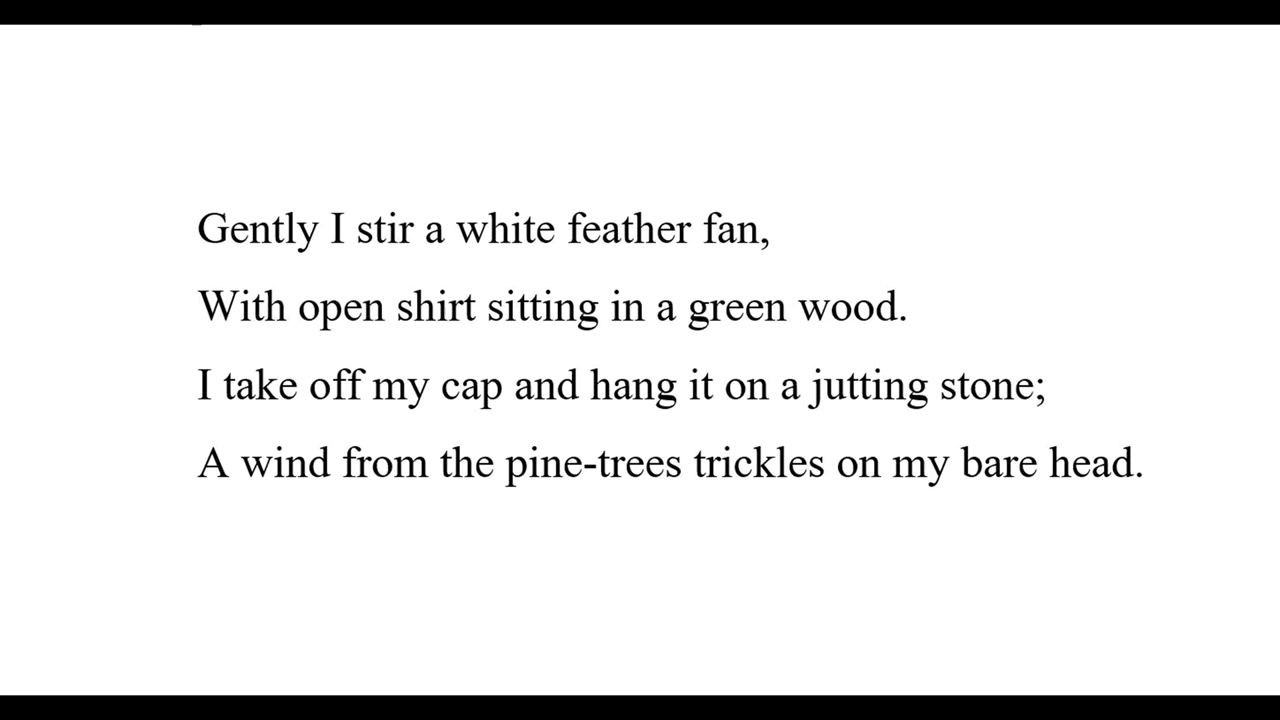 Gently I stir a white feather fan,
With open shirt sitting in a green wood.
I take off my cap and hang it on a jutting stone;
A wind from the pine-trees trickles on my bare head.